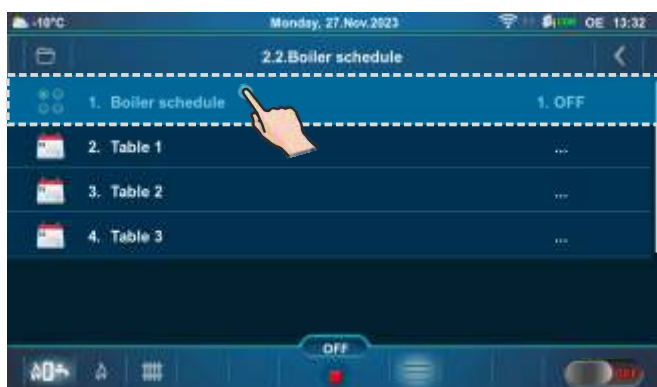 -10°C Monday, 27.Nov.2023 OE 13:32
2.2.Boiler schedule
1. Boiler schedule 1. OFF
2. Table 1 ...
3. Table 2 ...
4. Table 3 ...
OFF
OFF